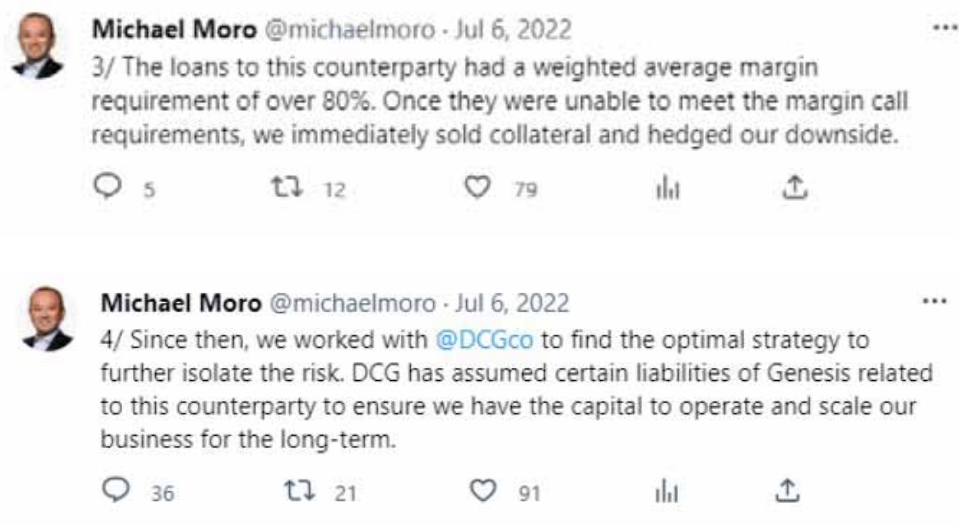 Michael Moro @michaelmoro · Jul 6, 2022
3/ The loans to this counterparty had a weighted average margin
requirement of over 80%. Once they were unable to meet the margin call
requirements, we immediately sold collateral and hedged our downside.
5 12 79
Michael Moro @michaelmoro · Jul 6, 2022
4/ Since then, we worked with @DCGco to find the optimal strategy to
further isolate the risk. DCG has assumed certain liabilities of Genesis related
to this counterparty to ensure we have the capital to operate and scale our
business for the long-term.
36 21 91